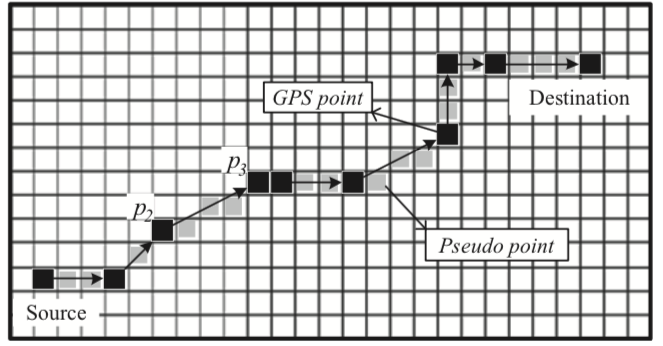 GPS point
Destination
p3
p2
Pseudo point
Source